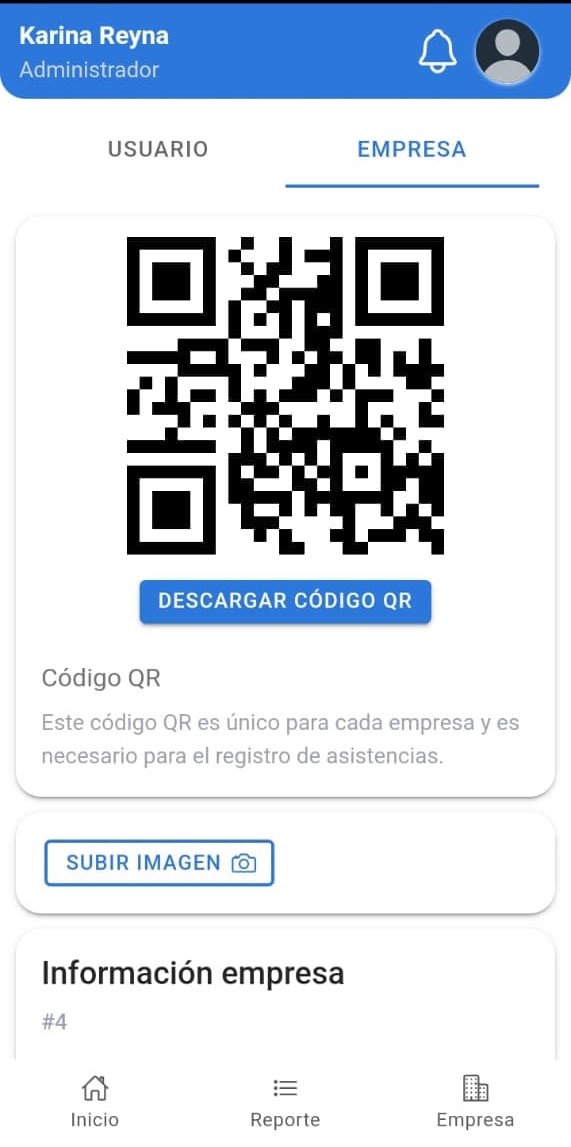 Karina Reyna
Administrador
USUARIO
EMPRESA
DESCARGAR CÓDIGO QR
Código QR
Este código QR es único para cada empresa y es
necesario para el registro de asistencias.
SUBIR IMAGEN
Información empresa
#4
Inicio
Reporte
Empresa